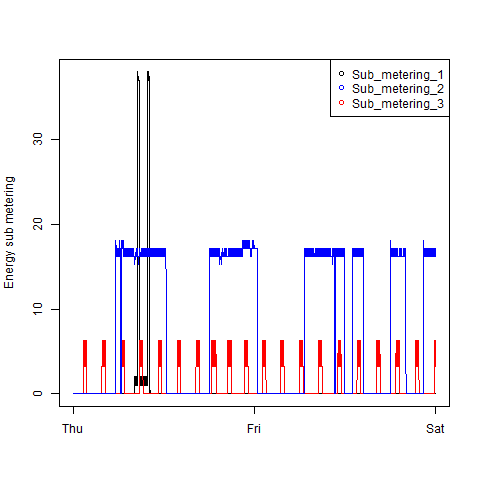 Sub_metering_1
Sub_metering_2
Sub_metering_3
Energy sub metering
30
20
10
0
Thu
Fri
Sat